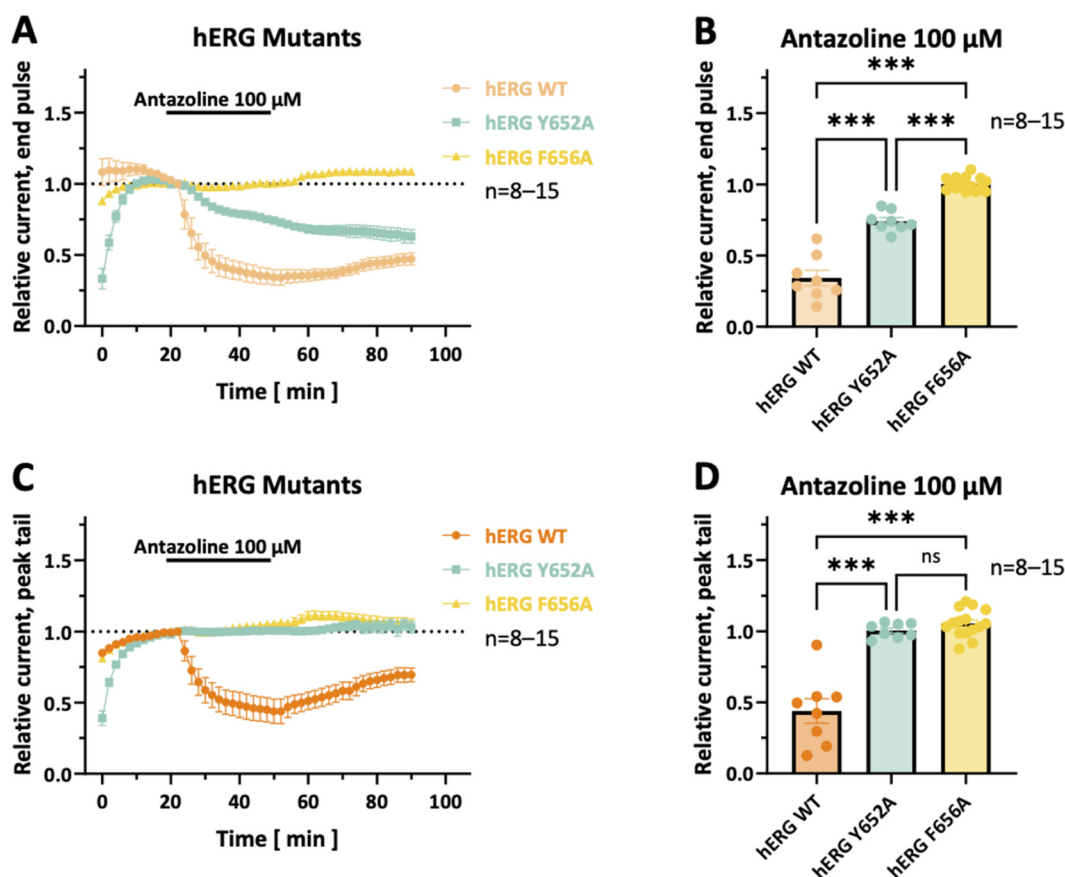 A
hERG Mutants
Relative current, end pulse
1.5
1.0
0.5
0.0
Antazoline 100 µM
hERG WT
hERG Y652A
hERG F656A
n=8–15
0 20 40 60 80 100
Time [ min ]
B
Antazoline 100 µM
Relative current, end pulse
1.5
1.0
0.5
0.0
***
*** ***
n=8–15
hERG WT
hERG Y652A
hERG F656A
C
hERG Mutants
Relative current, peak tail
1.5
1.0
0.5
0.0
Antazoline 100 µM
hERG WT
hERG Y652A
hERG F656A
n=8–15
0 20 40 60 80 100
Time [ min ]
D
Antazoline 100 µM
Relative current, peak tail
1.5
1.0
0.5
0.0
***
*** ns
n=8–15
hERG WT
hERG Y652A
hERG F656A